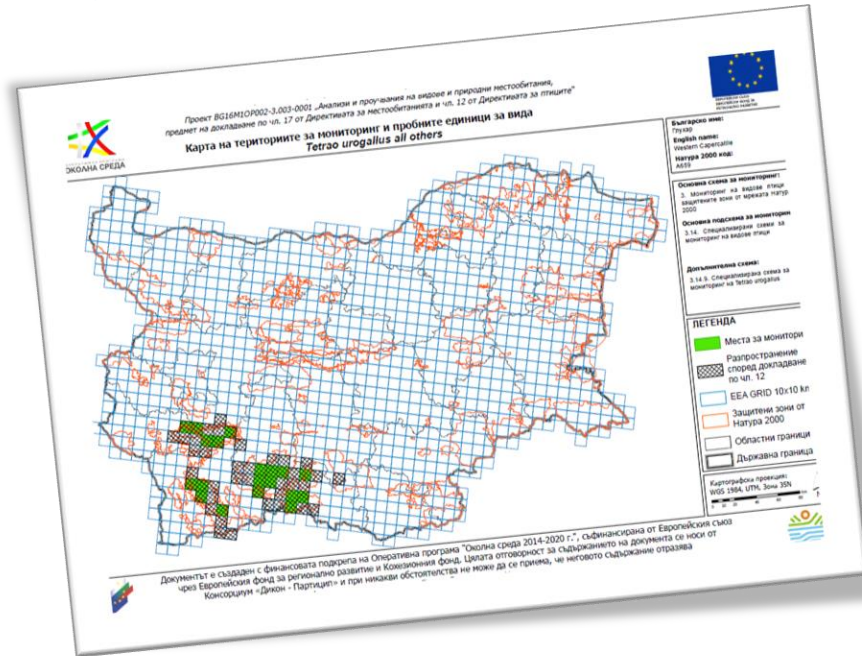 Проект BG16M1OP002-3.003-0001 „Анализи и проучвания на видове и природни местообитания,
предмет на докладване по чл. 17 от Директивата за местообитанията и чл. 12 от Директивата за птиците"
Карта на териториите за мониторинг и пробните единици за вида
Tetrao urogallus all others
ОКОЛНА СРЕДА
Българско име:
Глухар
English name:
Western Capercaillie
Натура 2000 код:
A659
Основна схема за мониторинг:
3. Мониторинг на видове птици
защитените зони от мрежата Натур
2000
Основна подсхема за мониторин
3.14. Специализирани схеми за
мониторинг на видове птици
Допълнителна схема:
3.14.9. Специализирана схема за
мониторинг на Tetrao urogallus
ЛЕГЕНДА
Места за монитори
Разпространение
според докладване
по чл. 12
EEA GRID 10x10 кл
Защитени зони от
Натура 2000
Областни граници
Държавна граница
Картографска проекция:
WGS 1984, UTM, Зона 35N
Документът е създаден с финансовата подкрепа на Оперативна програма "Околна среда 2014-2020 г.", съфинансирана от Европейския съюз
чрез Европейския фонд за регионално развитие и Кохезионния фонд. Цялата отговорност за съдържанието на документа се носи от
Консорциум «Дикон - Партицип» и при никакви обстоятелства не може да се приема, че неговото съдържание отразява